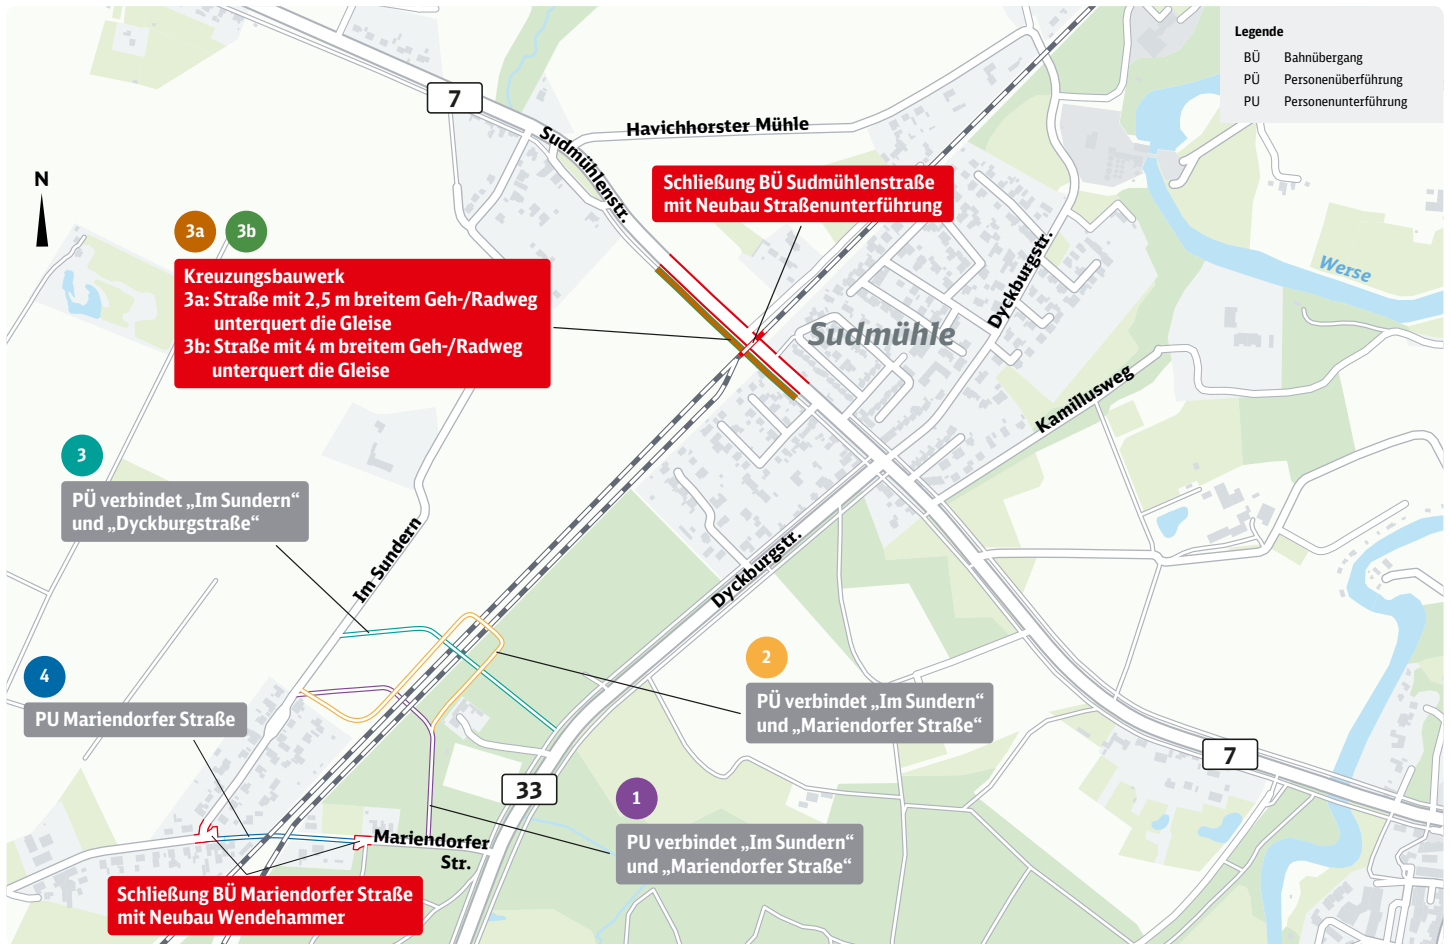 Legende
BÜ Bahnübergang
PÜ Personenüberführung
PU Personenunterführung
7
Havichhorster Mühle
Sudmühlenstr.
N
Schließung BÜ Sudmühlenstraße
mit Neubau Straßenunterführung
3a
3b
Kreuzungsbauwerk
3a: Straße mit 2,5 m breitem Geh-/Radweg
unterquert die Gleise
3b: Straße mit 4 m breitem Geh-/Radweg
unterquert die Gleise
Dyckburgstr.
Werse
Sudmühle
Kamillusweg
3
PÜ verbindet „Im Sundern“
und „Dyckburgstraße“
Im Sundern
Dyckburgstr.
4
PU Mariendorfer Straße
2
PÜ verbindet „Im Sundern“
und „Mariendorfer Straße“
7
33
1
PU verbindet „Im Sundern“
und „Mariendorfer Straße“
Mariendorfer
Str.
Schließung BÜ Mariendorfer Straße
mit Neubau Wendehammer